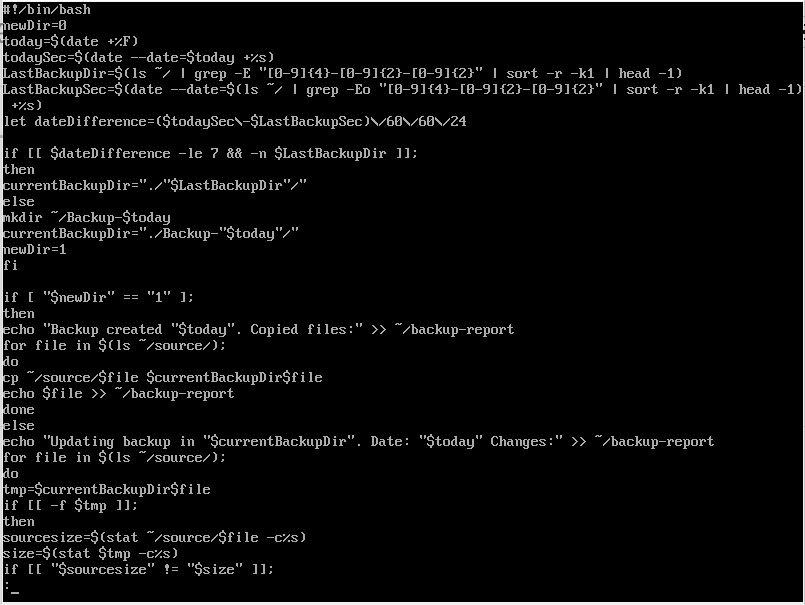 #!/bin/bash
newDir=0
today=$(date +%F)
todaySec=$(date --date=$today +%s)
LastBackupDir=$(ls ~/ | grep -E "[0-9]{4}-[0-9]{2}-[0-9]{2}" | sort -r -k1 | head -1)
LastBackupSec=$(date --date=$(ls ~/ | grep -Eo "[0-9]{4}-[0-9]{2}-[0-9]{2}" | sort -r -k1 | head -1)
 +%s)
let dateDifference=($todaySec\-$LastBackupSec)\/60\/60\/24

if [[ $dateDifference -le 7 && -n $LastBackupDir ]];
then
currentBackupDir="./"$LastBackupDir"/"
else
mkdir ~/Backup-$today
currentBackupDir="./Backup-"$today"/"
newDir=1
fi

if [ "$newDir" == "1" ];
then
echo "Backup created "$today". Copied files:" >> ~/backup-report
for file in $(ls ~/source/);
do
cp ~/source/$file $currentBackupDir$file
echo $file >> ~/backup-report
done
else
echo "Updating backup in "$currentBackupDir". Date: "$today" Changes:" >> ~/backup-report
for file in $(ls ~/source/);
do
tmp=$currentBackupDir$file
if [[ -f $tmp ]];
then
sourcesize=$(stat ~/source/$file -c%s)
size=$(stat $tmp -c%s)
if [[ "$sourcesize" != "$size" ]];
:_